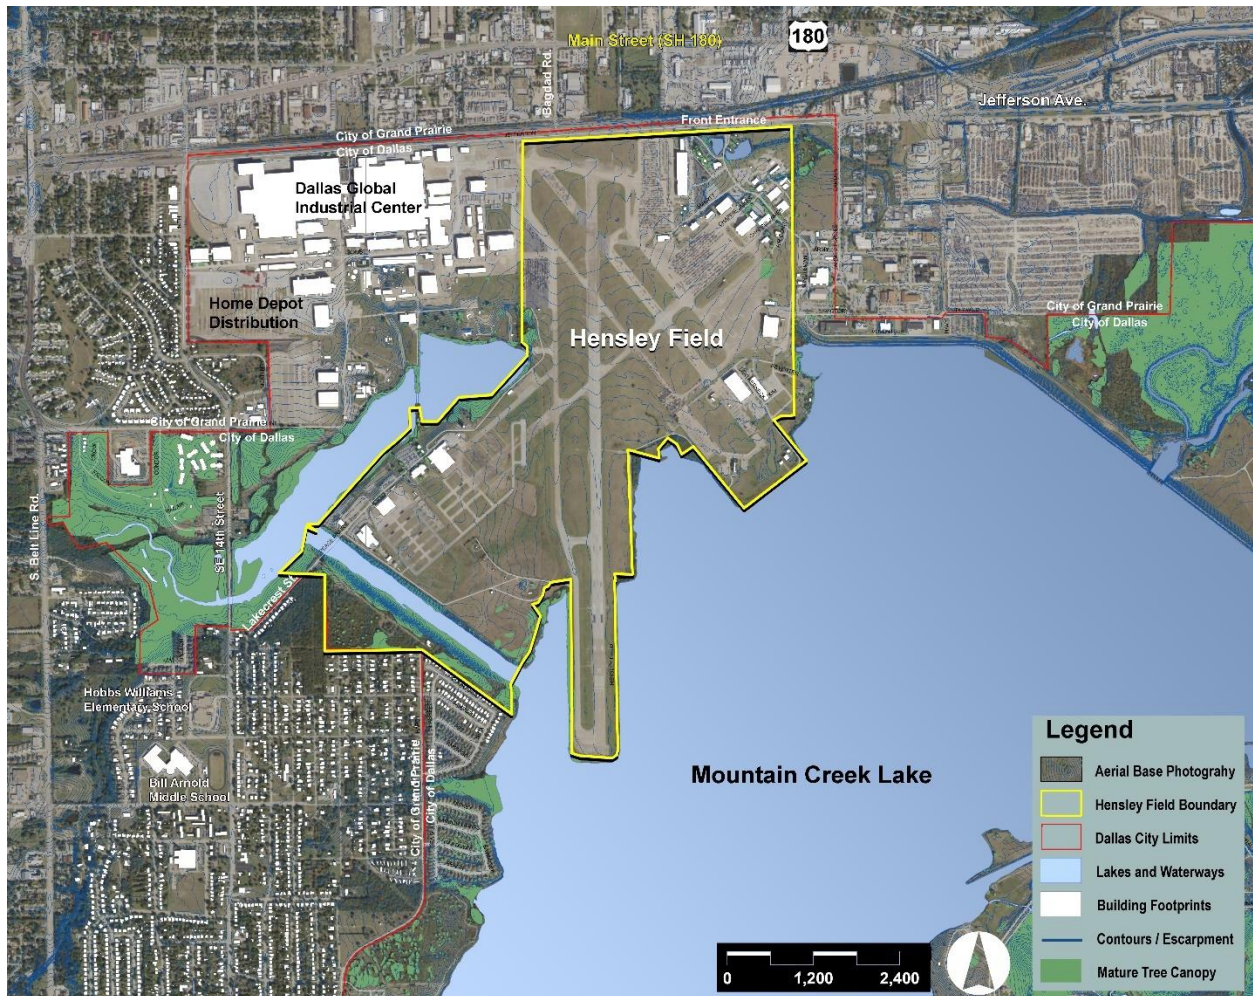 Main Street (SH 180)
180
Bagdad Rd.
Jefferson Ave.
Front Entrance
City of Grand Prairie
City of Dallas
Dallas Global
Industrial Center
Home Depot
Distribution
Hensley Field
City of Grand Prairie
City of Dallas
City of Grand Prairie
City of Dallas
S. Belt Line Rd.
SE 14th Street
Lakecrest St.
Hobbs Williams
Elementary School
Bill Arnold
Middle School
City of Grand Prairie
City of Dallas
Mountain Creek Lake
Legend
Aerial Base Photograhy
Hensley Field Boundary
Dallas City Limits
Lakes and Waterways
Building Footprints
Contours / Escarpment
Mature Tree Canopy
0 1,200 2,400